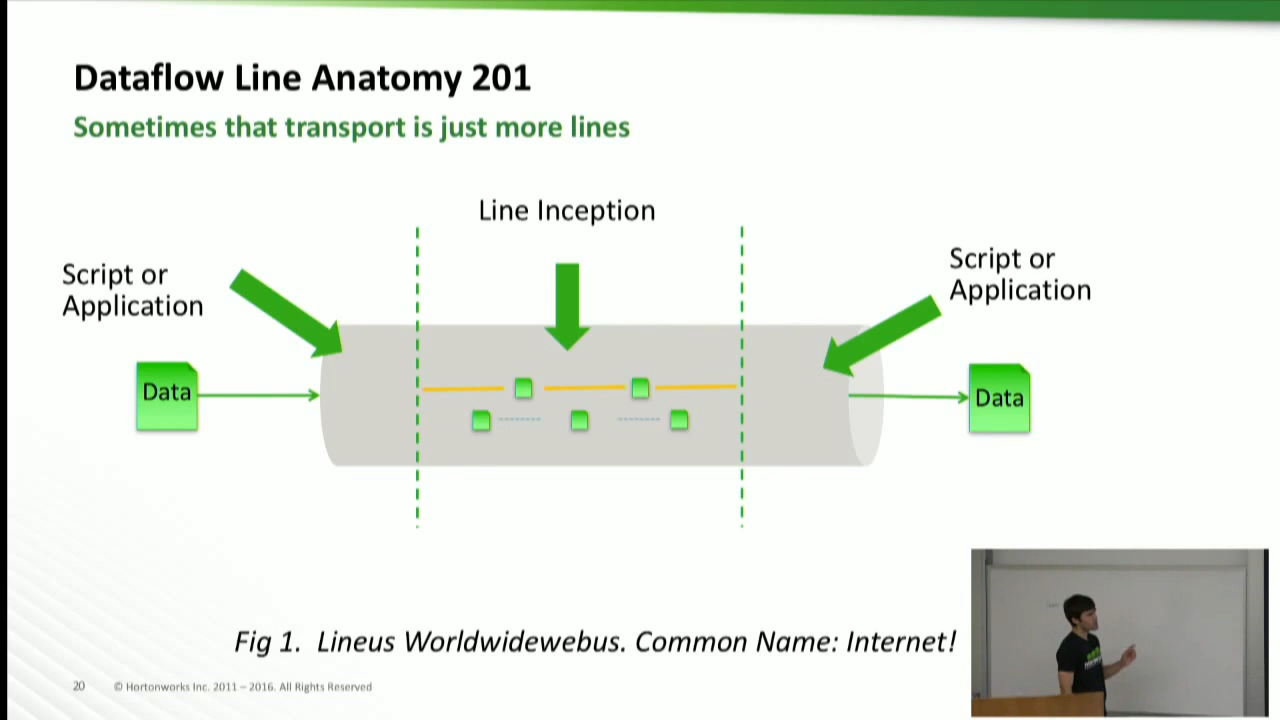 Dataflow Line Anatomy 201
Sometimes that transport is just more lines
Line Inception
Script or
Application
Script or
Application
Data
Data
Fig 1. Lineus Worldwidewebus. Common Name: Internet!
20 © Hortonworks Inc. 2011 – 2016. All Rights Reserved